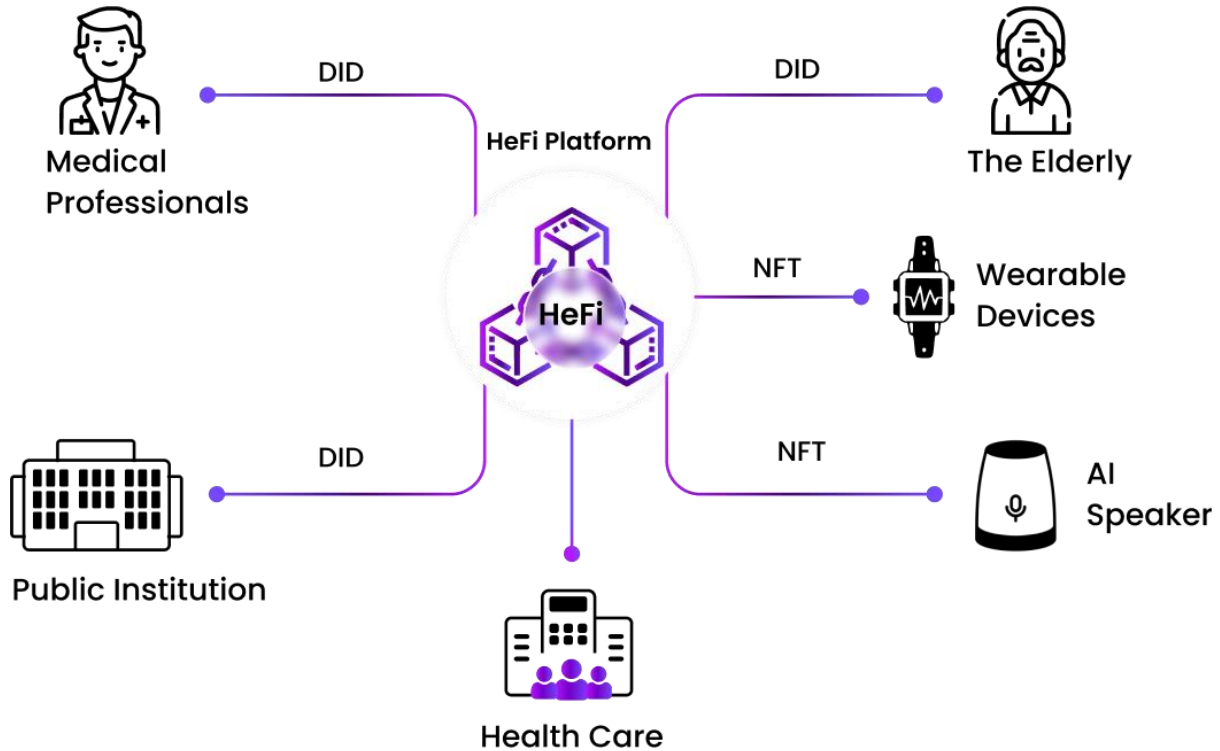 DID
DID
HeFi Platform
Medical
Professionals
The Elderly
NFT
Wearable
Devices
HeFi
DID
NFT
AI
Speaker
Public Institution
Health Care